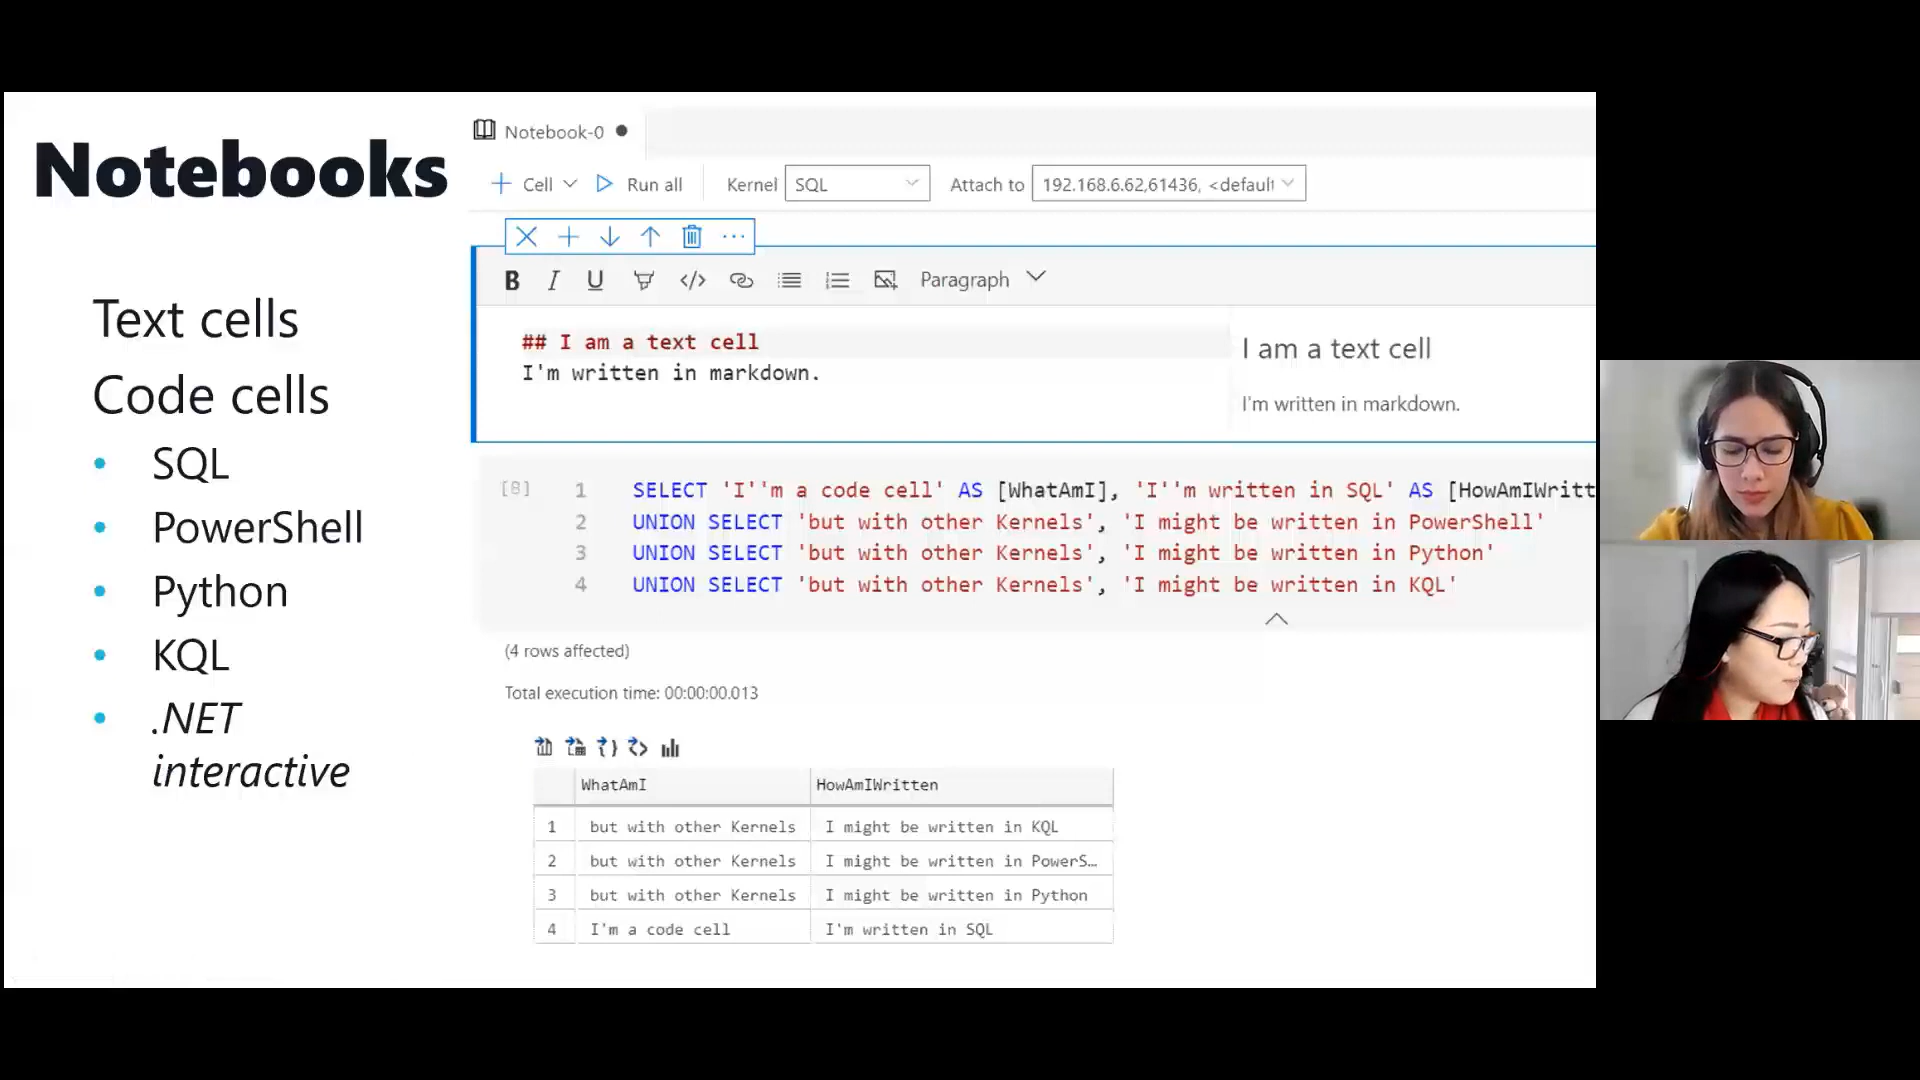 Notebooks
Text cells
Code cells
• SQL
• PowerShell
• Python
• KQL
• .NET
interactive
Notebook-0 ●
Cell Run all Kernel SQL Attach to 192.168.6.62,61436, <default
B I U </> Paragraph
## I am a text cell
I'm written in markdown.
I am a text cell
I'm written in markdown.
[8] 1 SELECT 'I''m a code cell' AS [WhatAmI], 'I''m written in SQL' AS [HowAmIWritt
2 UNION SELECT 'but with other Kernels', 'I might be written in PowerShell'
3 UNION SELECT 'but with other Kernels', 'I might be written in Python'
4 UNION SELECT 'but with other Kernels', 'I might be written in KQL'
(4 rows affected)
Total execution time: 00:00:00.013
WhatAmI HowAmIWritten
1 but with other Kernels I might be written in KQL
2 but with other Kernels I might be written in PowerS…
3 but with other Kernels I might be written in Python
4 I'm a code cell I'm written in SQL